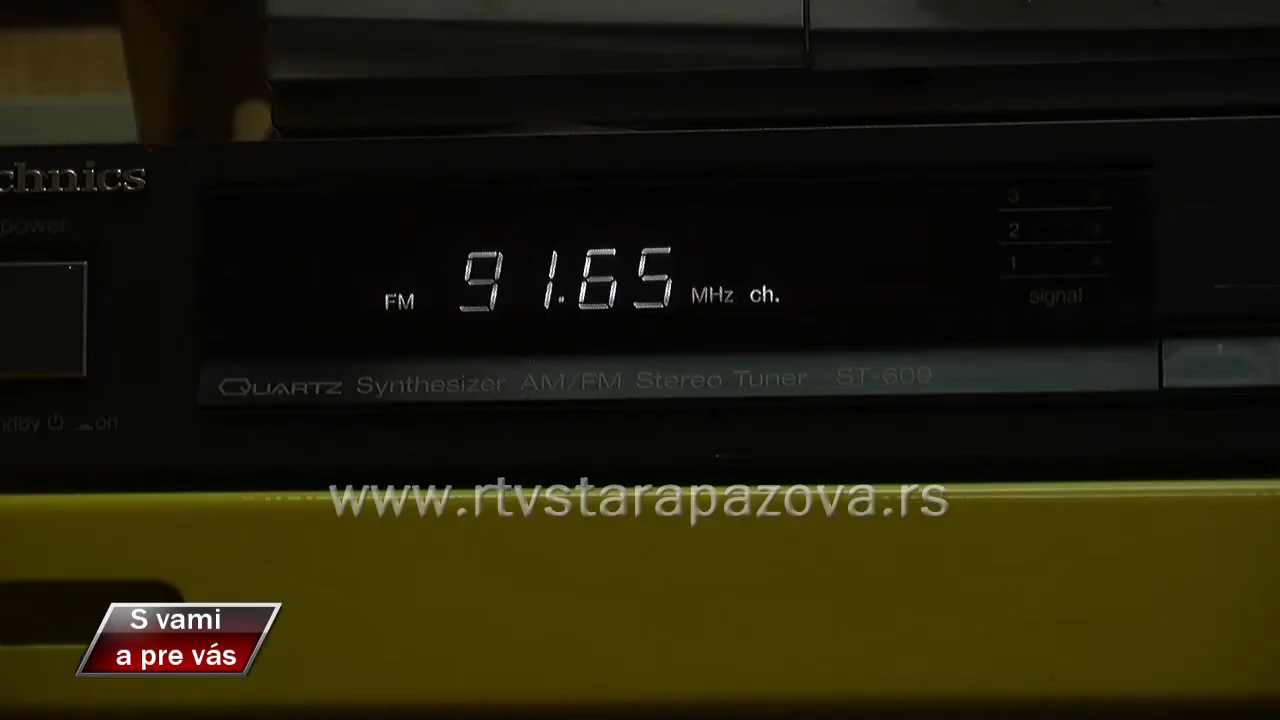 chnics
power
3
2
1
signal
FM 91.65 MHz ch.
QUARTZ Synthesizer AM/FM Stereo Tuner ST-600
ndby on
www.rtvstarapazova.rs
S vami
a pre vás